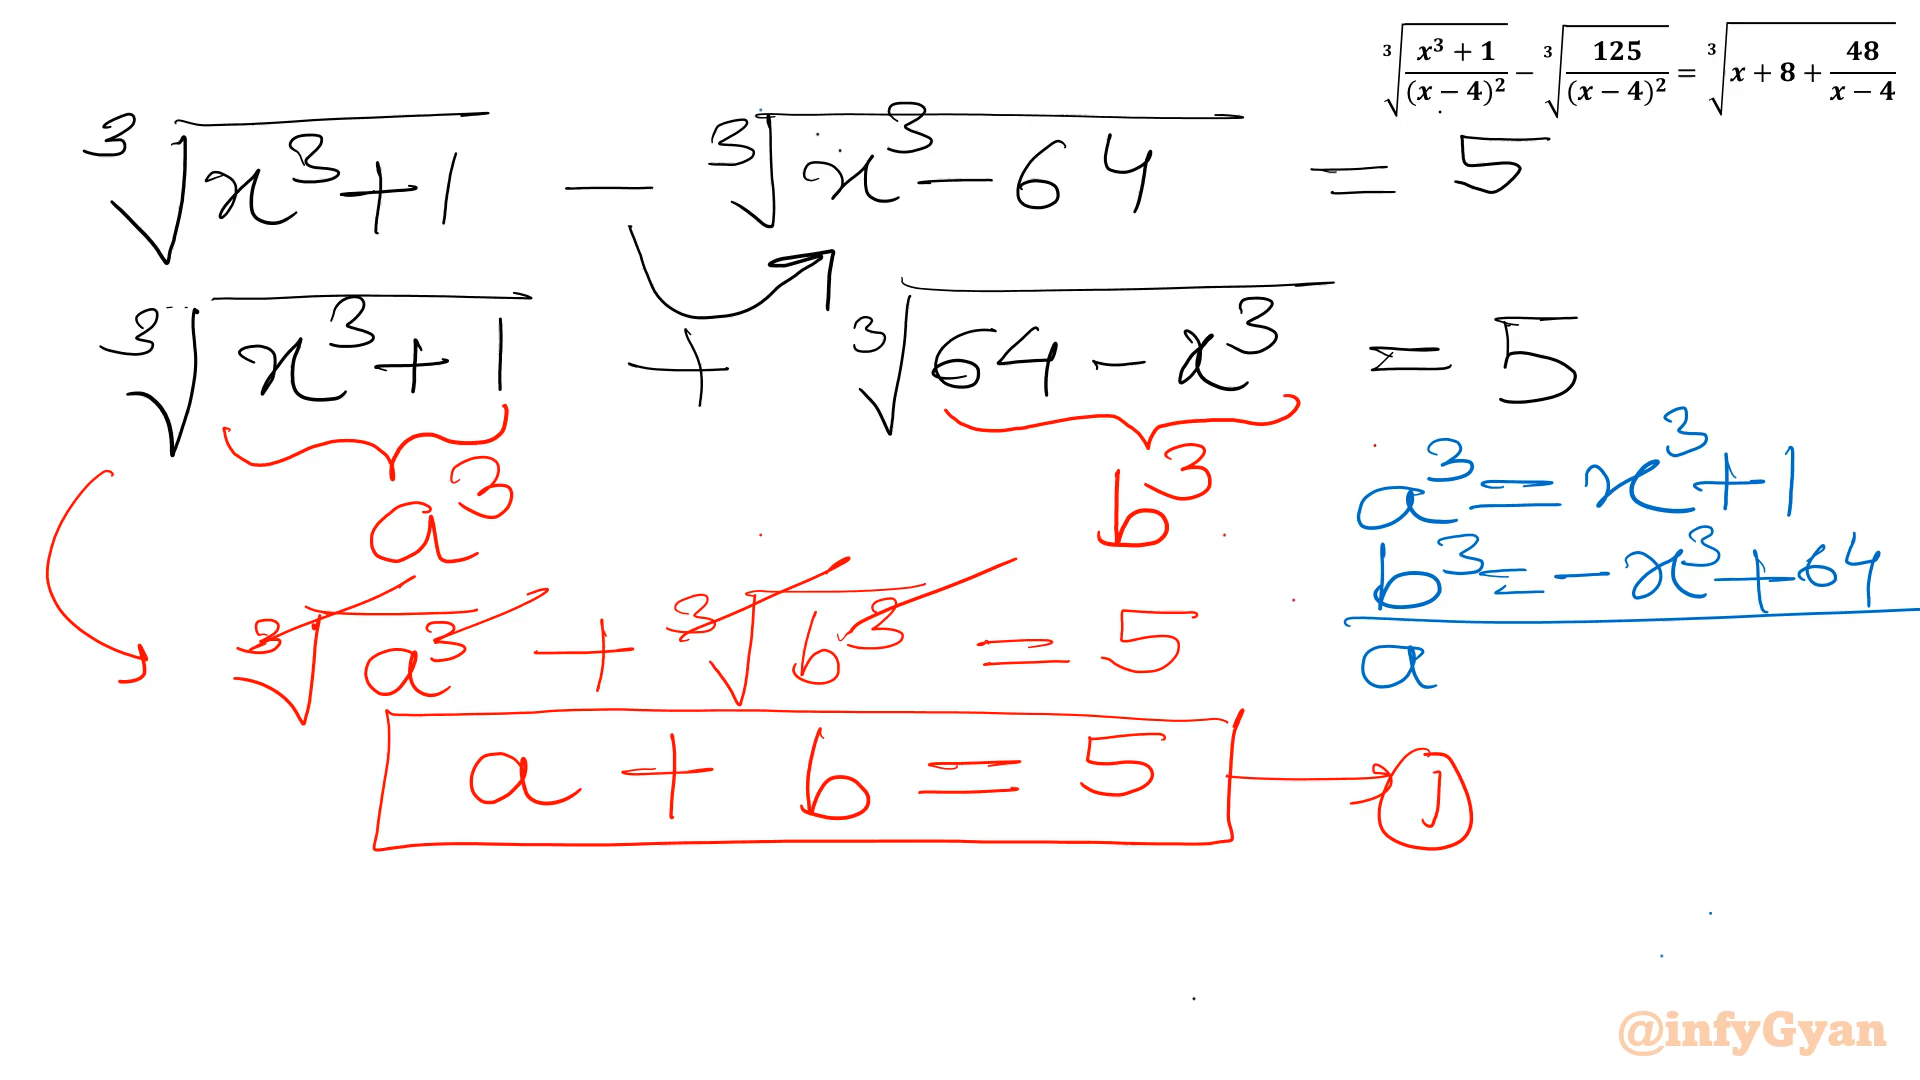 ∛((x³ + 1)/(x − 4)²) − ∛(125/(x − 4)²) = ∛(x + 8 + 48/(x − 4))
∛(x³+1) − ∛(x³−64) = 5
∛(x³+1) + ∛(64−x³) = 5
a³ b³
a³ = x³+1
b³ = −x³+64
a
∛a³ + ∛b³ = 5
a + b = 5 → ①
@infyGyan